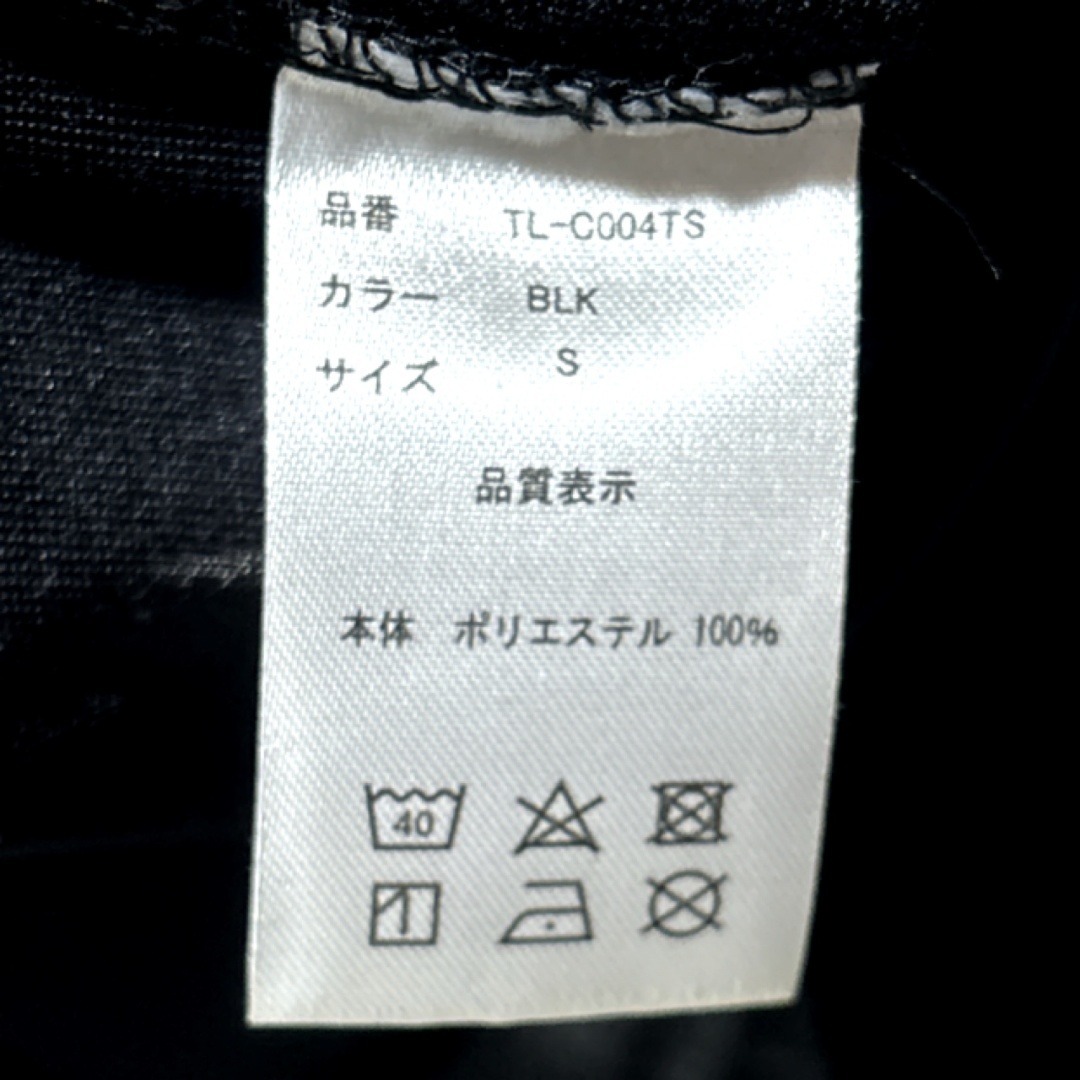 品番 TL-C004TS
カラー BLK
サイズ S
品質表示
本体 ポリエステル 100%
40